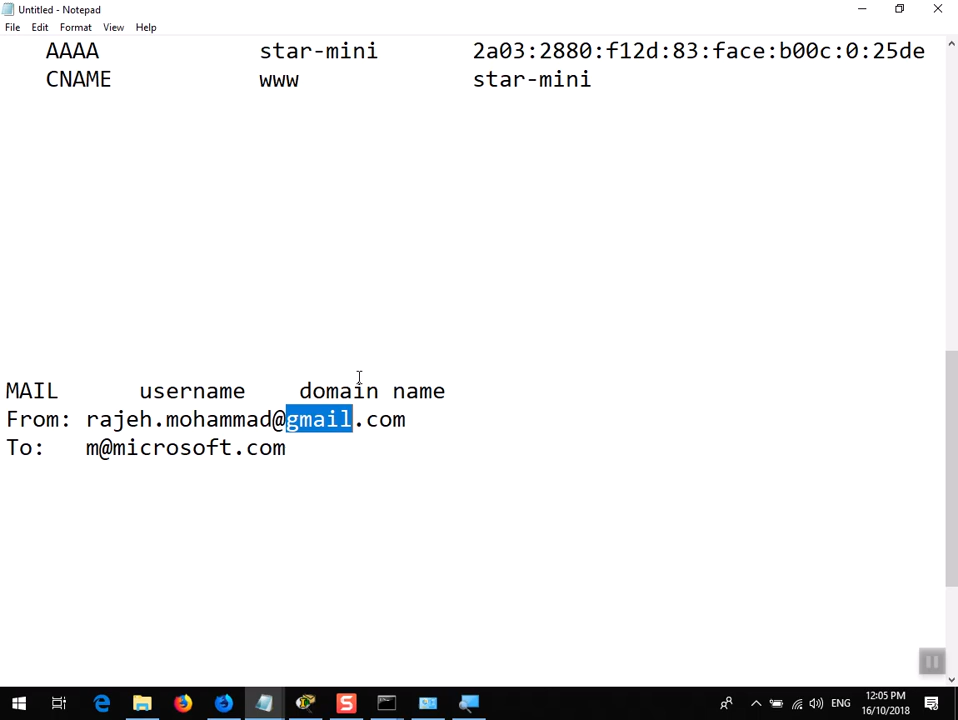 Untitled - Notepad
File Edit Format View Help
AAAA star-mini 2a03:2880:f12d:83:face:b00c:0:25de
CNAME www star-mini
MAIL username domain name
From: rajeh.mohammad@gmail.com
To: m@microsoft.com
ENG
12:05 PM
16/10/2018